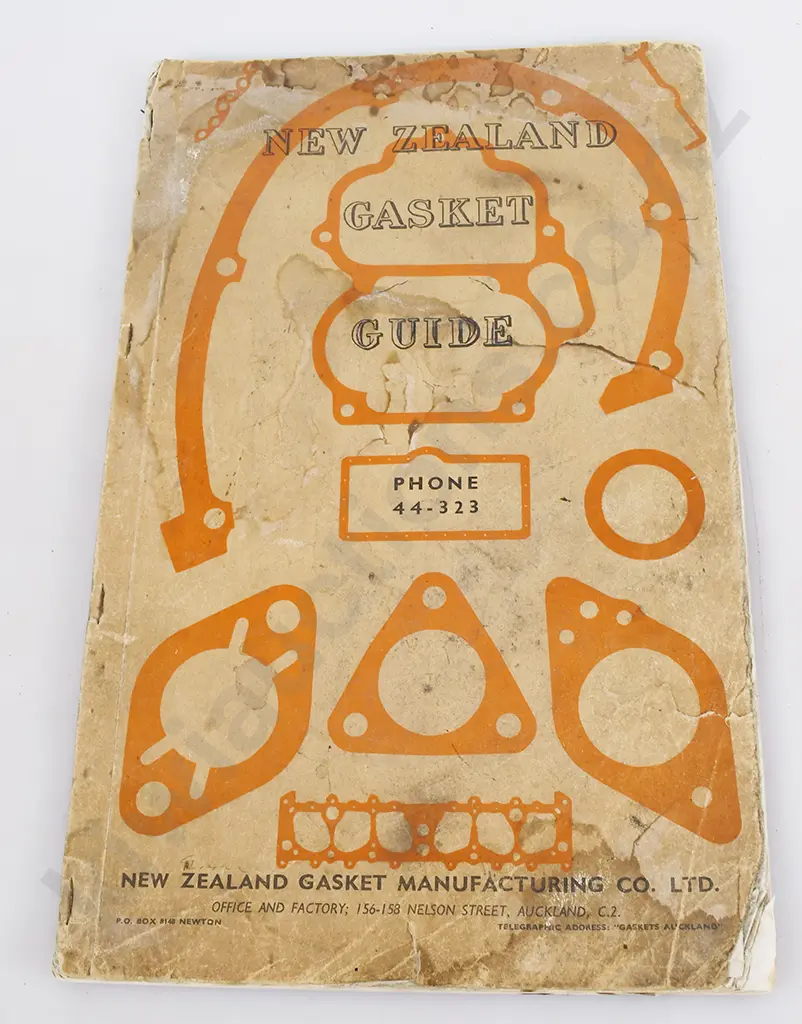 NEW ZEALAND
GASKET
GUIDE
PHONE
44-323
NEW ZEALAND GASKET MANUFACTURING CO. LTD.
OFFICE AND FACTORY; 156-158 NELSON STREET, AUCKLAND, C.2.
P.O. BOX #148 NEWTON
TELEGRAPHIC ADDRESS: "GASKETS AUCKLAND"